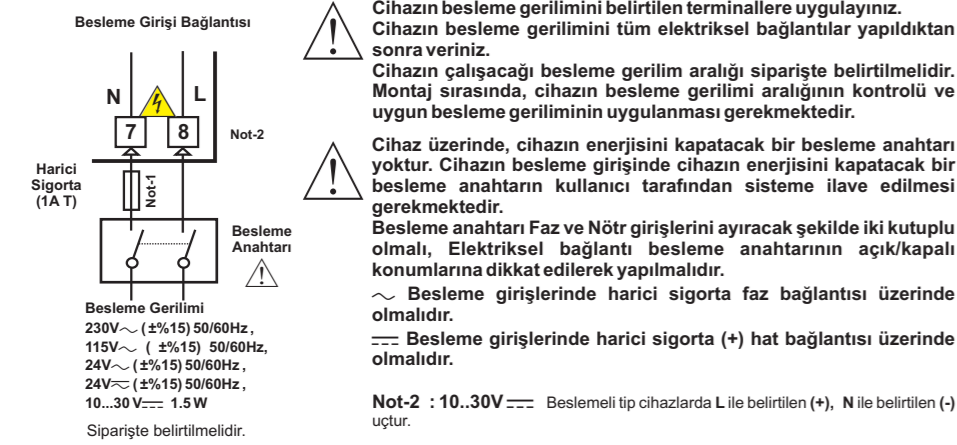 Besleme Girişi Bağlantısı
N
L
7
8
Not-2
Harici
Sigorta
(1A T)
Not-1
Besleme
Anahtarı
Besleme Gerilimi
230V～ ( ±%15) 50/60Hz ,
115V～ ( ±%15) 50/60Hz,
24V～ ( ±%15) 50/60Hz ,
24V⏦ ( ±%15) 50/60Hz ,
10...30 V⎓ 1.5 W
Siparişte belirtilmelidir.
Cihazın besleme gerilimini belirtilen terminallere uygulayınız.
Cihazın besleme gerilimini tüm elektriksel bağlantılar yapıldıktan
sonra veriniz.
Cihazın çalışacağı besleme gerilim aralığı siparişte belirtilmelidir.
Montaj sırasında, cihazın besleme gerilimi aralığının kontrolü ve
uygun besleme geriliminin uygulanması gerekmektedir.
Cihaz üzerinde, cihazın enerjisini kapatacak bir besleme anahtarı
yoktur. Cihazın besleme girişinde cihazın enerjisini kapatacak bir
besleme anahtarın kullanıcı tarafından sisteme ilave edilmesi
gerekmektedir.
Besleme anahtarı Faz ve Nötr girişlerini ayıracak şekilde iki kutuplu
olmalı, Elektriksel bağlantı besleme anahtarının açık/kapalı
konumlarına dikkat edilerek yapılmalıdır.
～ Besleme girişlerinde harici sigorta faz bağlantısı üzerinde
olmalıdır.
⎓ Besleme girişlerinde harici sigorta (+) hat bağlantısı üzerinde
olmalıdır.
Not-2 : 10..30V ⎓ Beslemeli tip cihazlarda L ile belirtilen (+), N ile belirtilen (-)
uçtur.